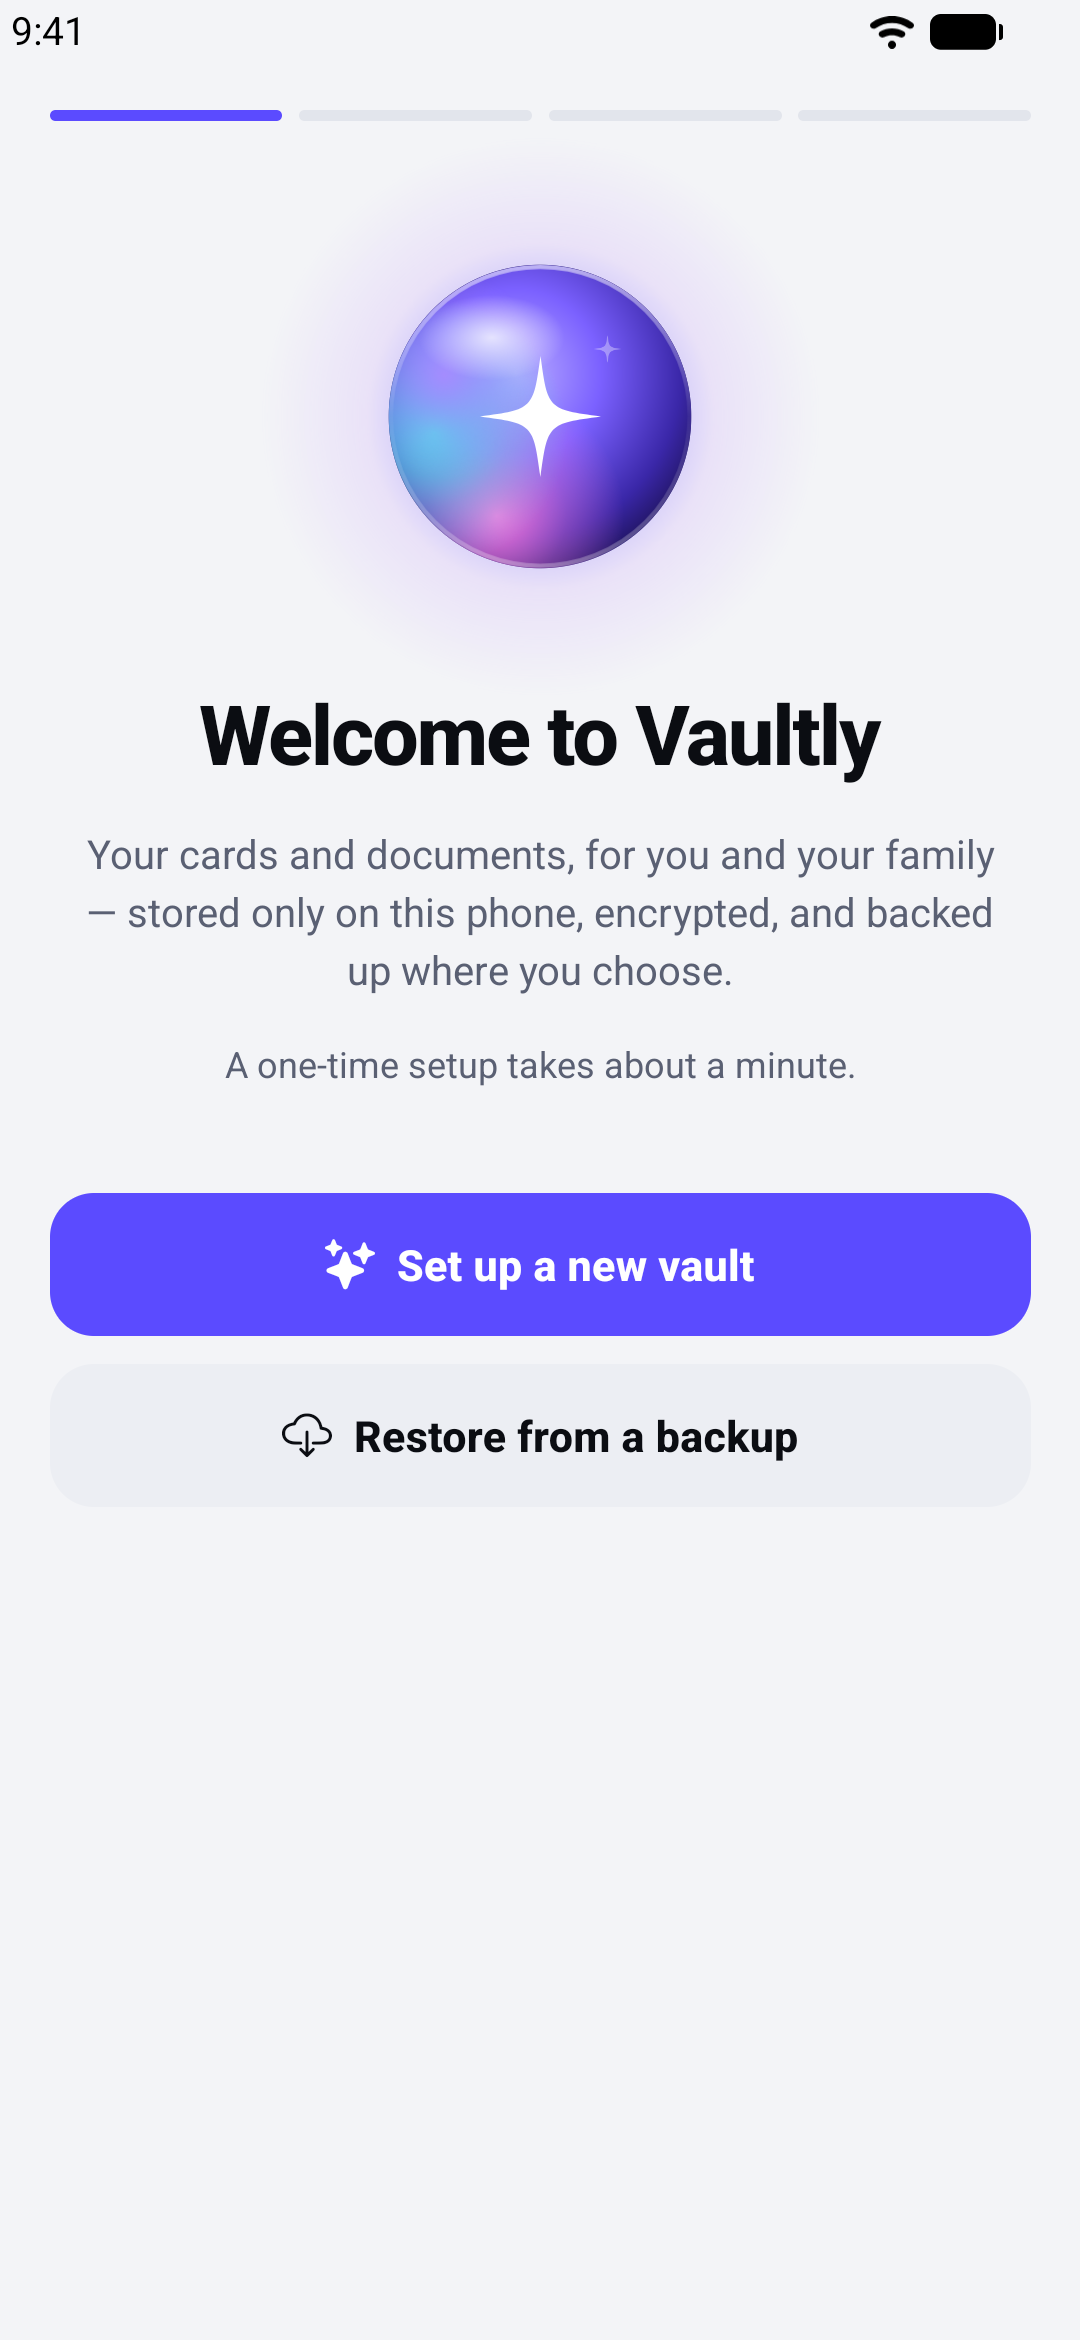 9:41
Welcome to Vaultly
Your cards and documents, for you and your family
— stored only on this phone, encrypted, and backed
up where you choose.
A one-time setup takes about a minute.
Set up a new vault
Restore from a backup